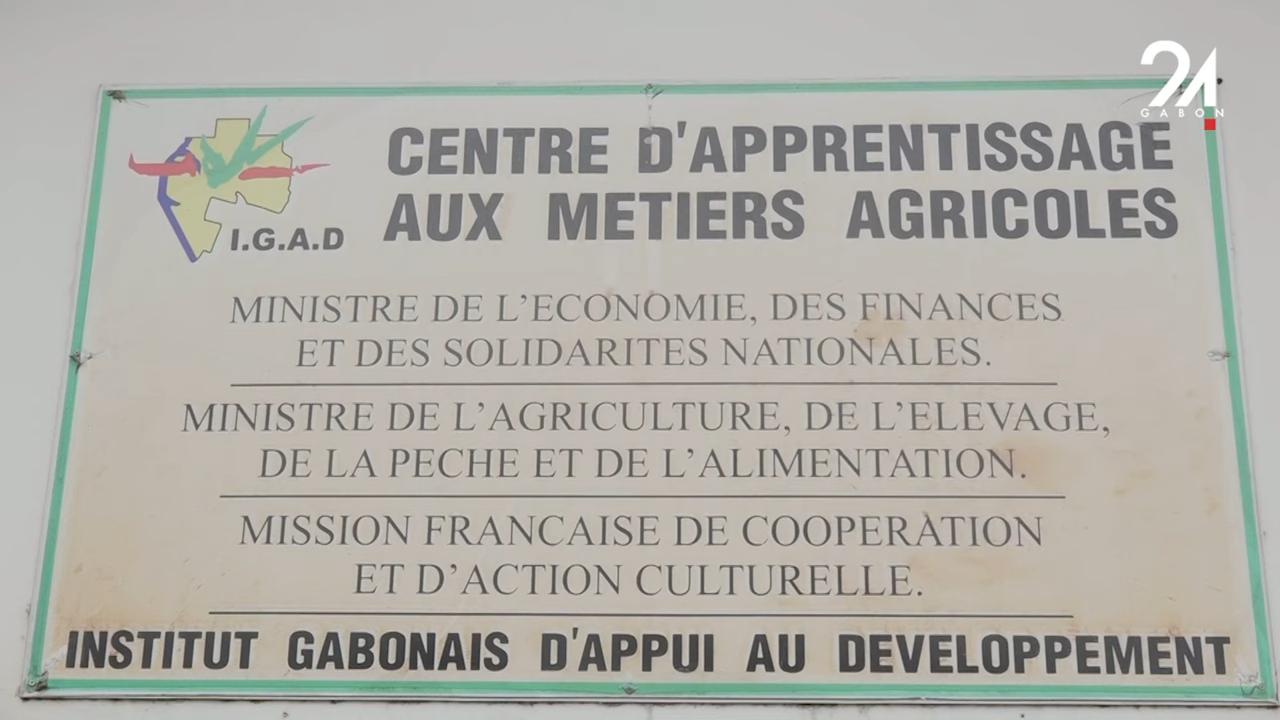 24
GABON
CENTRE D'APPRENTISSAGE
AUX METIERS AGRICOLES
I.G.A.D
MINISTRE DE L'ECONOMIE, DES FINANCES
ET DES SOLIDARITES NATIONALES.
MINISTRE DE L'AGRICULTURE, DE L'ELEVAGE,
DE LA PECHE ET DE L'ALIMENTATION.
MISSION FRANCAISE DE COOPERATION
ET D'ACTION CULTURELLE.
INSTITUT GABONAIS D'APPUI AU DEVELOPPEMENT